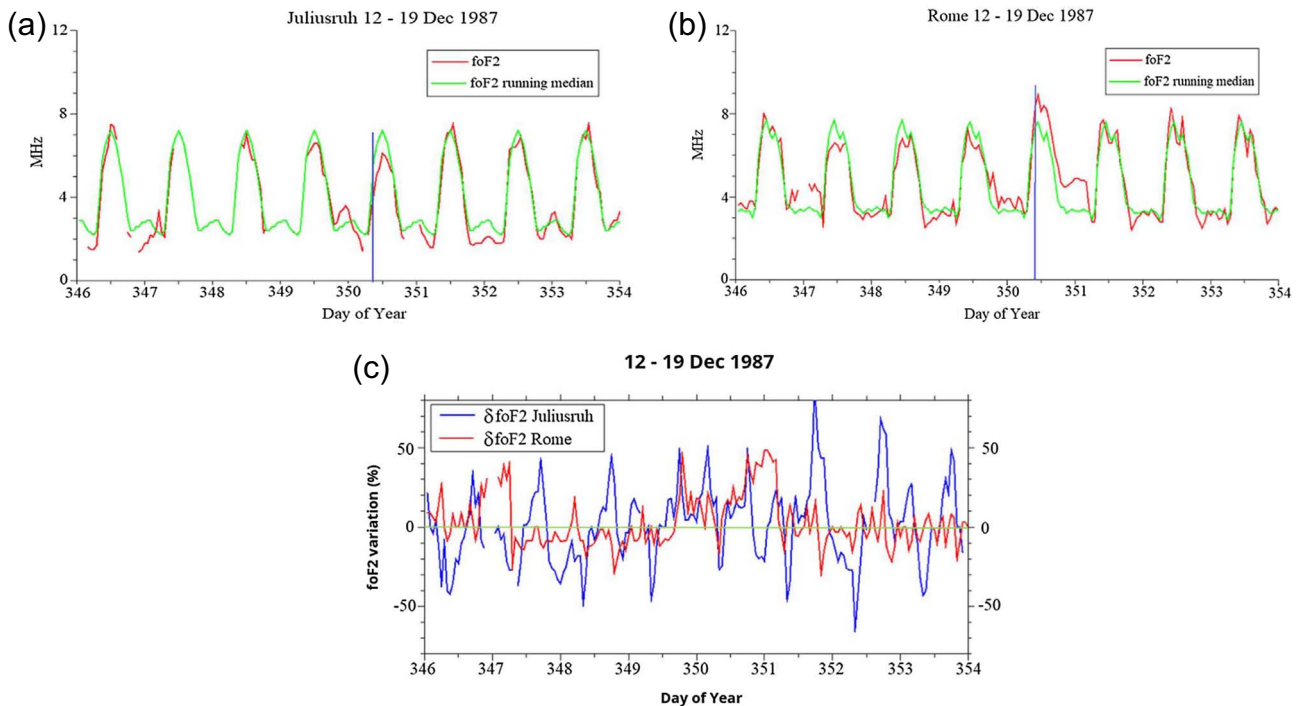 (a)
Juliusruh 12 - 19 Dec 1987
12
8
4
0
MHz
foF2
foF2 running median
346 347 348 349 350 351 352 353 354
Day of Year
(b)
Rome 12 - 19 Dec 1987
12
8
4
0
MHz
foF2
foF2 running median
346 347 348 349 350 351 352 353 354
Day of Year
(c)
12 - 19 Dec 1987
δfoF2 Juliusruh
δfoF2 Rome
50
0
-50
50
0
-50
foF2 variation (%)
346 347 348 349 350 351 352 353 354
Day of Year